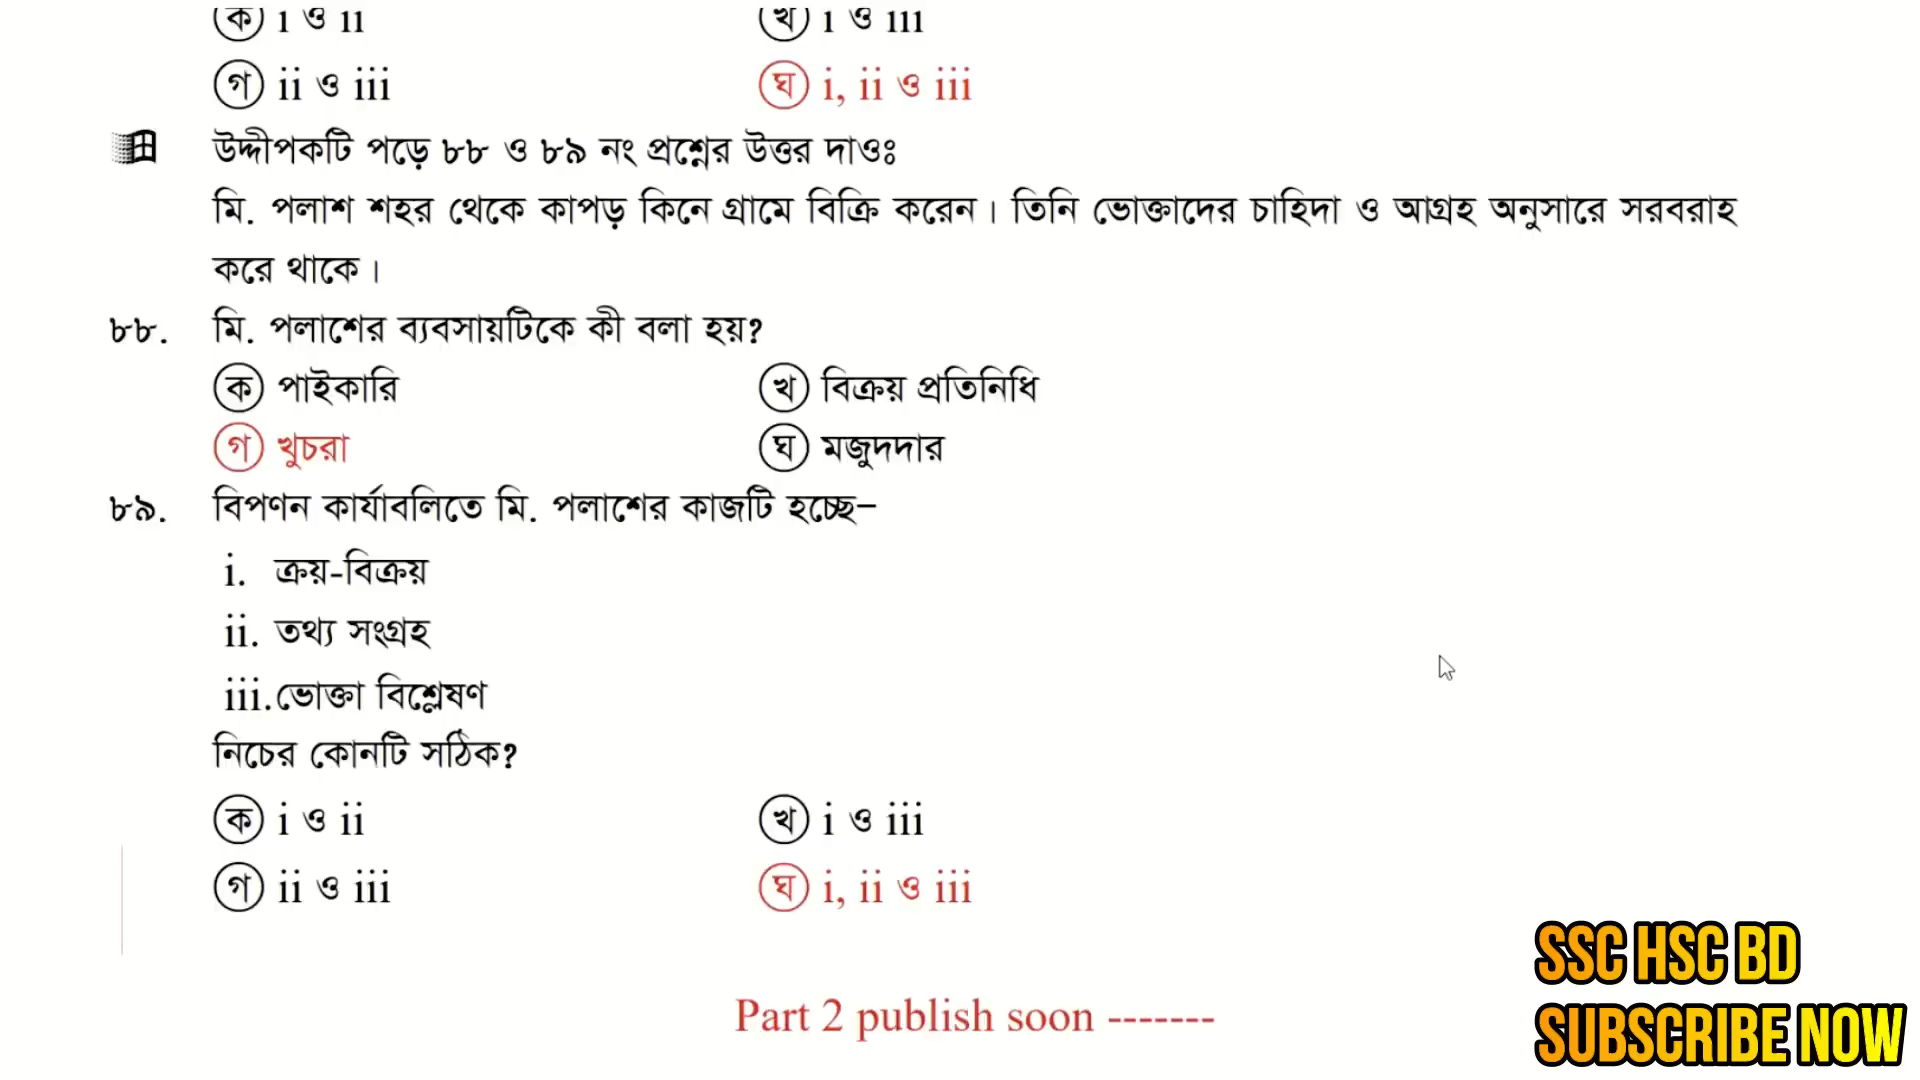 ক i ও ii খ i ও iii
গ ii ও iii ঘ i, ii ও iii
উদ্দীপকটি পড়ে ৮৮ ও ৮৯ নং প্রশ্নের উত্তর দাওঃ
মি. পলাশ শহর থেকে কাপড় কিনে গ্রামে বিক্রি করেন। তিনি ভোক্তাদের চাহিদা ও আগ্রহ অনুসারে সরবরাহ
করে থাকে।
৮৮. মি. পলাশের ব্যবসায়টিকে কী বলা হয়?
ক পাইকারি খ বিক্রয় প্রতিনিধি
গ খুচরা ঘ মজুদদার
৮৯. বিপণন কার্যাবলিতে মি. পলাশের কাজটি হচ্ছে–
i. ক্রয়-বিক্রয়
ii. তথ্য সংগ্রহ
iii.ভোক্তা বিশ্লেষণ
নিচের কোনটি সঠিক?
ক i ও ii খ i ও iii
গ ii ও iii ঘ i, ii ও iii
SSC HSC BD
Part 2 publish soon -------
SUBSCRIBE NOW